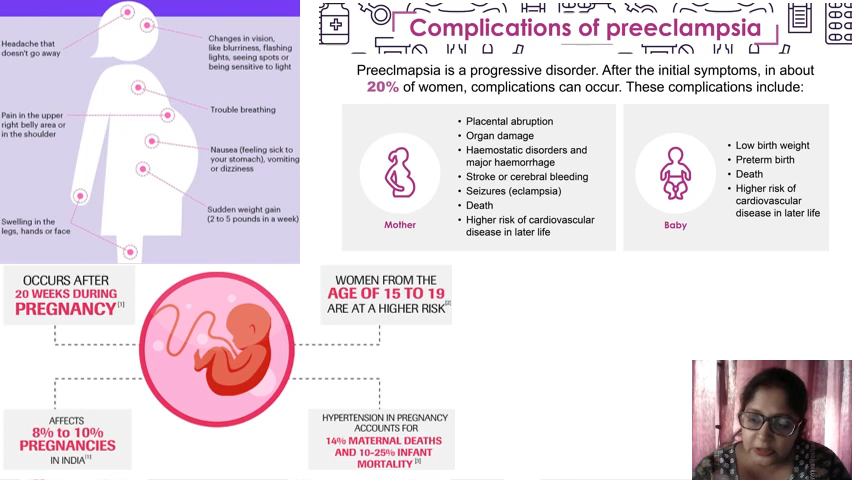 Headache that
doesn't go away
Changes in vision,
like blurriness, flashing
lights, seeing spots or
being sensitive to light
Trouble breathing
Pain in the upper
right belly area or
in the shoulder
Nausea (feeling sick to
your stomach), vomiting
or dizziness
Sudden weight gain
(2 to 5 pounds in a week)
Swelling in the
legs, hands or face
Complications of preeclampsia
Preeclmapsia is a progressive disorder. After the initial symptoms, in about
20% of women, complications can occur. These complications include:
• Placental abruption
• Organ damage
• Haemostatic disorders and
major haemorrhage
• Stroke or cerebral bleeding
• Seizures (eclampsia)
• Death
• Higher risk of cardiovascular
disease in later life
Mother
• Low birth weight
• Preterm birth
• Death
• Higher risk of
cardiovascular
disease in later life
Baby
OCCURS AFTER
20 WEEKS DURING
PREGNANCY[1]
WOMEN FROM THE
AGE OF 15 TO 19
ARE AT A HIGHER RISK[2]
AFFECTS
8% to 10%
PREGNANCIES
IN INDIA[1]
HYPERTENSION IN PREGNANCY
ACCOUNTS FOR
14% MATERNAL DEATHS
AND 10-25% INFANT
MORTALITY[3]